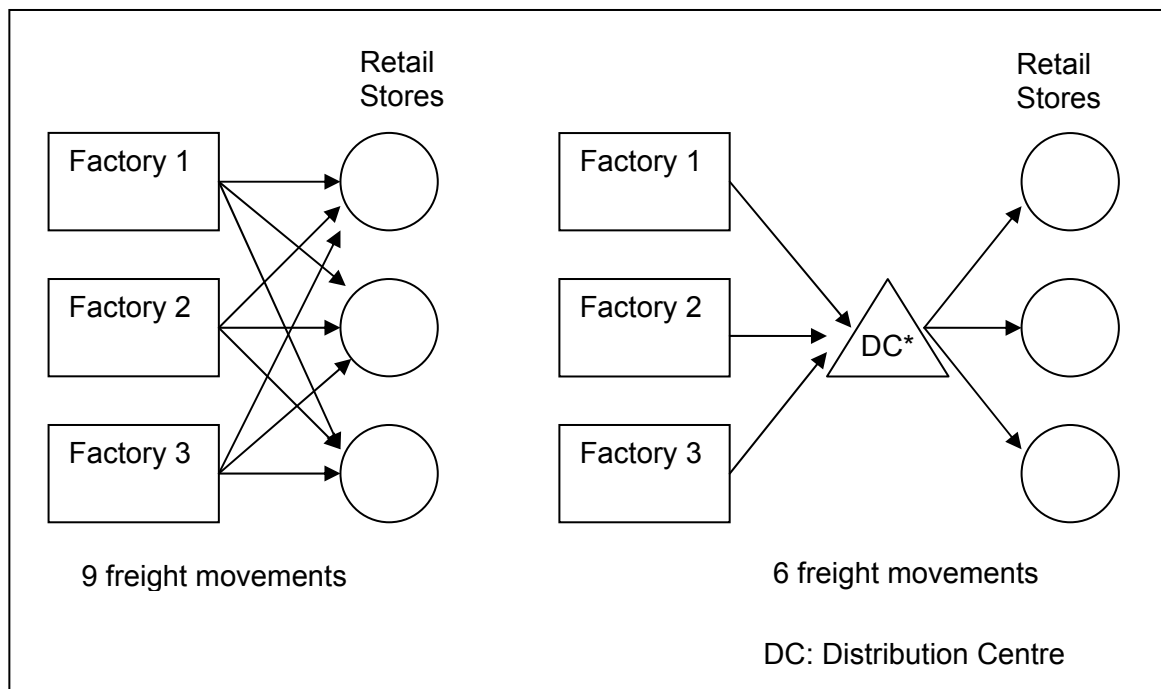 Retail
Stores
Factory 1
Factory 2
Factory 3
9 freight movements
Retail
Stores
Factory 1
Factory 2
DC*
Factory 3
6 freight movements
DC: Distribution Centre